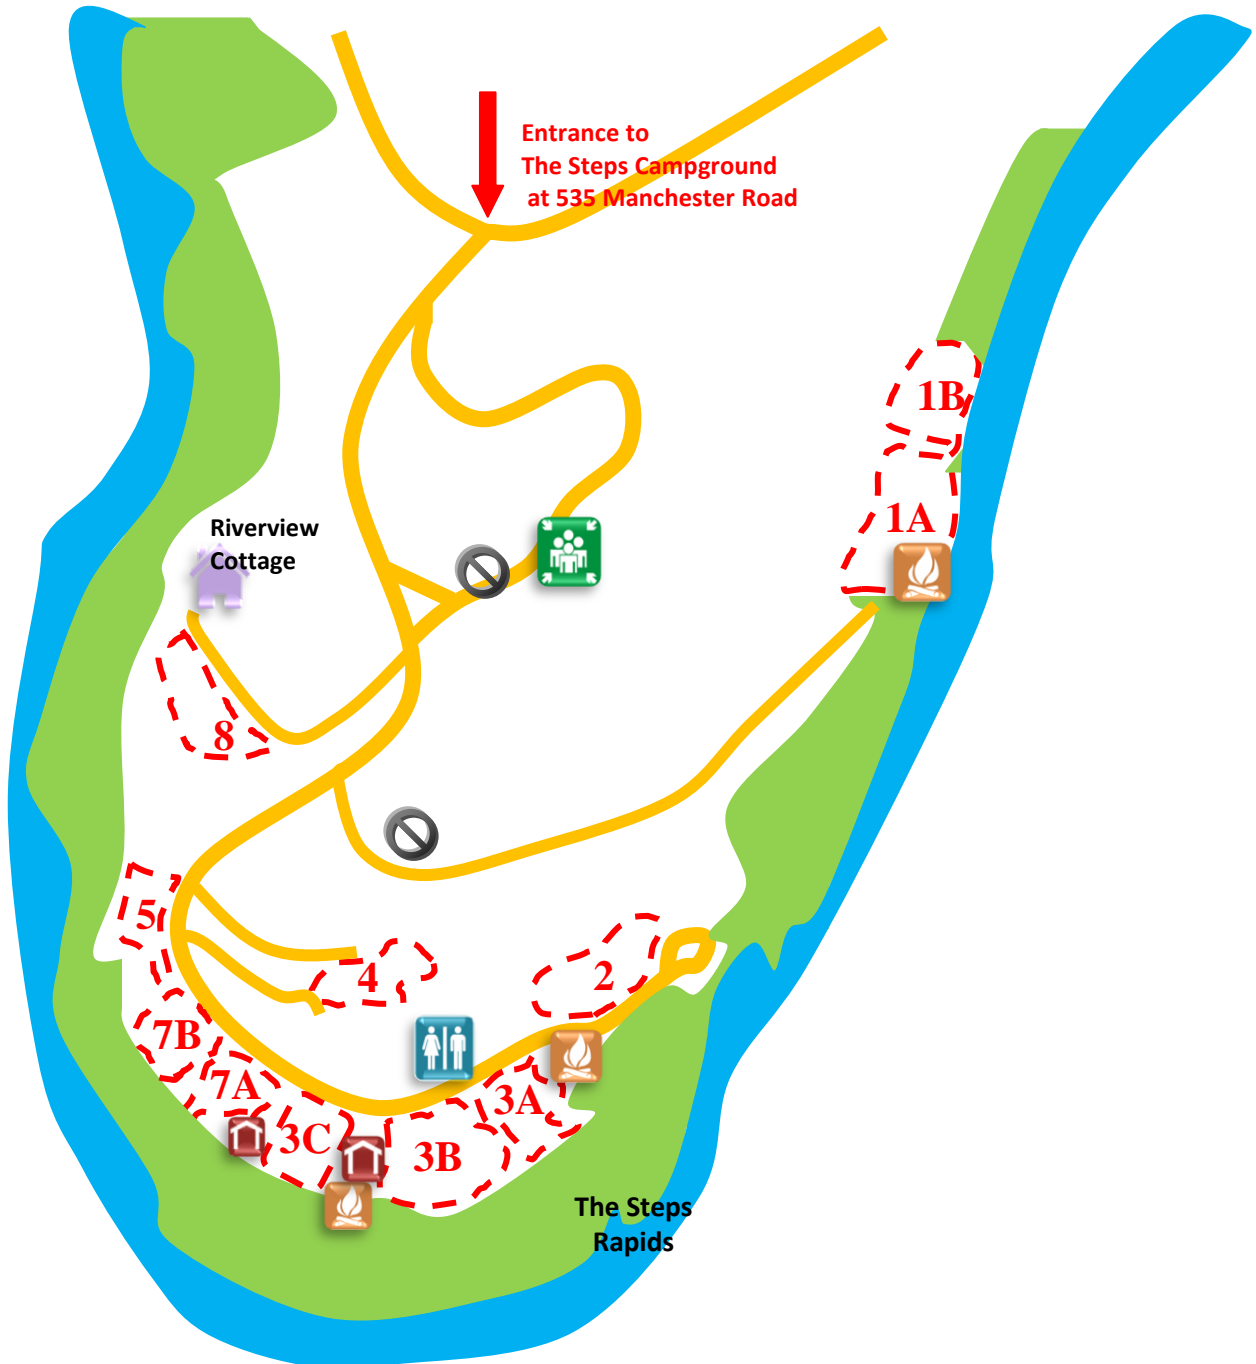 Entrance to
The Steps Campground
at 535 Manchester Road
1B
1A
Riverview
Cottage
8
5
4
2
7B
7A
3A
3C
3B
The Steps
Rapids